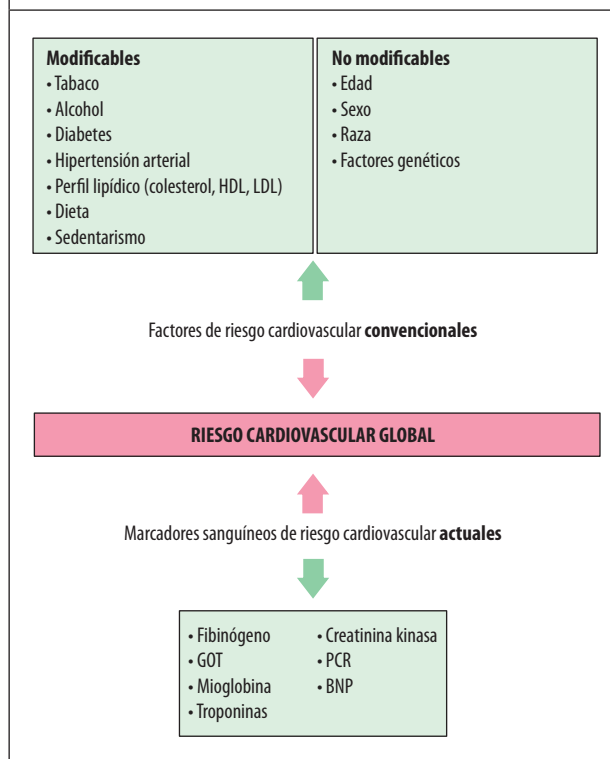 Modificables
• Tabaco
• Alcohol
• Diabetes
• Hipertensión arterial
• Perfil lipídico (colesterol, HDL, LDL)
• Dieta
• Sedentarismo
No modificables
• Edad
• Sexo
• Raza
• Factores genéticos
Factores de riesgo cardiovascular convencionales
RIESGO CARDIOVASCULAR GLOBAL
Marcadores sanguíneos de riesgo cardiovascular actuales
• Fibinógeno
• GOT
• Mioglobina
• Troponinas
• Creatinina kinasa
• PCR
• BNP